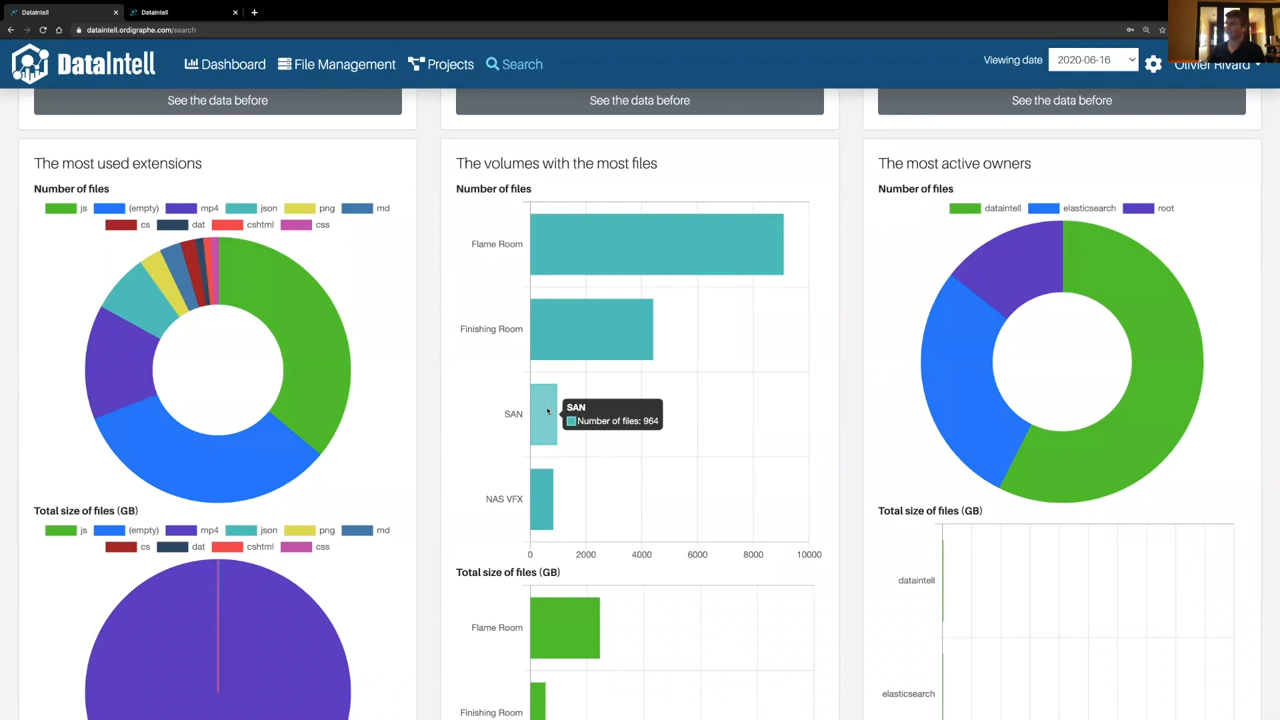 DataIntell
DataIntell
dataintell.ordigraphe.com/search
DataIntell
Dashboard
File Management
Projects
Search
Viewing date
2020-06-16
Olivier Rivard
See the data before
See the data before
See the data before
The most used extensions
Number of files
js (empty) mp4 json png md
cs dat cshtml css
Total size of files (GB)
js (empty) mp4 json png md
cs dat cshtml css
The volumes with the most files
Number of files
Flame Room
Finishing Room
SAN
SAN
Number of files: 964
NAS VFX
0 2000 4000 6000 8000 10000
Total size of files (GB)
Flame Room
Finishing Room
The most active owners
Number of files
dataintell elasticsearch root
Total size of files (GB)
dataintell
elasticsearch